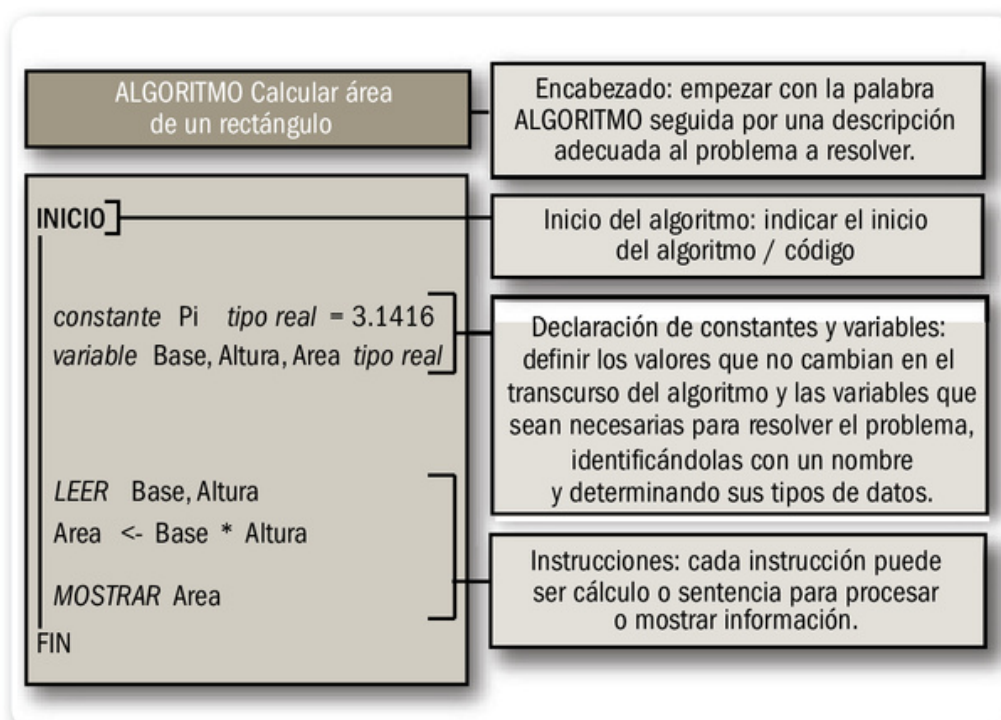 ALGORITMO Calcular área
de un rectángulo
Encabezado: empezar con la palabra
ALGORITMO seguida por una descripción
adecuada al problema a resolver.
INICIO
Inicio del algoritmo: indicar el inicio
del algoritmo / código
constante Pi tipo real = 3.1416
variable Base, Altura, Area tipo real
Declaración de constantes y variables:
definir los valores que no cambian en el
transcurso del algoritmo y las variables que
sean necesarias para resolver el problema,
identificándolas con un nombre
y determinando sus tipos de datos.
LEER Base, Altura
Area <- Base * Altura
MOSTRAR Area
Instrucciones: cada instrucción puede
ser cálculo o sentencia para procesar
o mostrar información.
FIN